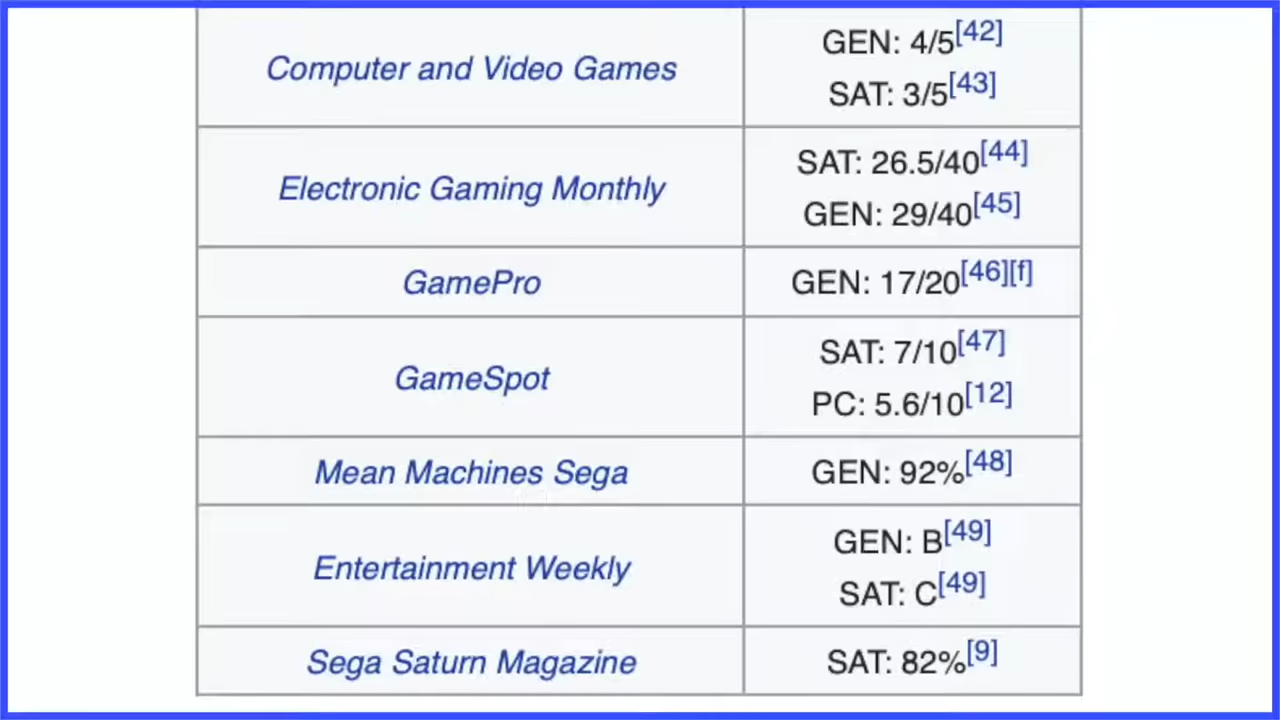 Computer and Video Games
GEN: 4/5[42]
SAT: 3/5[43]
Electronic Gaming Monthly
SAT: 26.5/40[44]
GEN: 29/40[45]
GamePro
GEN: 17/20[46][f]
GameSpot
SAT: 7/10[47]
PC: 5.6/10[12]
Mean Machines Sega
GEN: 92%[48]
Entertainment Weekly
GEN: B[49]
SAT: C[49]
Sega Saturn Magazine
SAT: 82%[9]